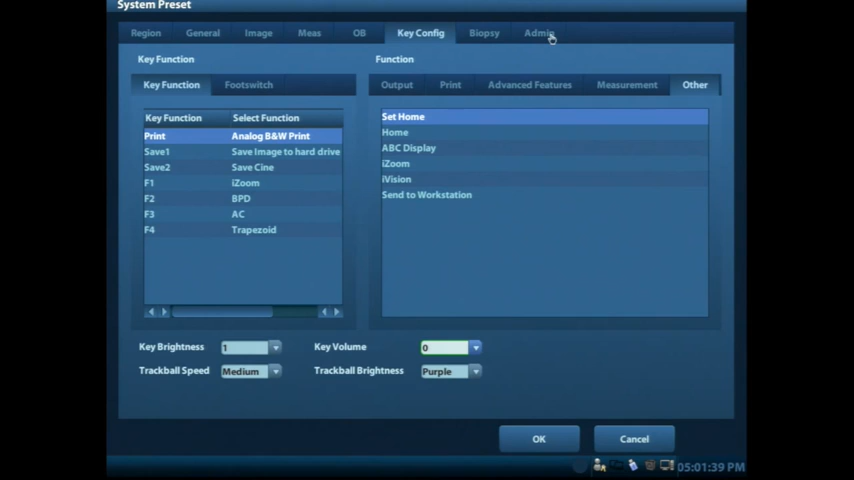 System Preset
Region General Image Meas OB Key Config Biopsy Admin
Key Function Function
Key Function Footswitch Output Print Advanced Features Measurement Other
Key Function Select Function
Print Analog B&W Print
Save1 Save Image to hard drive
Save2 Save Cine
F1 iZoom
F2 BPD
F3 AC
F4 Trapezoid
Set Home
Home
ABC Display
iZoom
iVision
Send to Workstation
Key Brightness 1 Key Volume 0
Trackball Speed Medium Trackball Brightness Purple
OK Cancel
05:01:39 PM